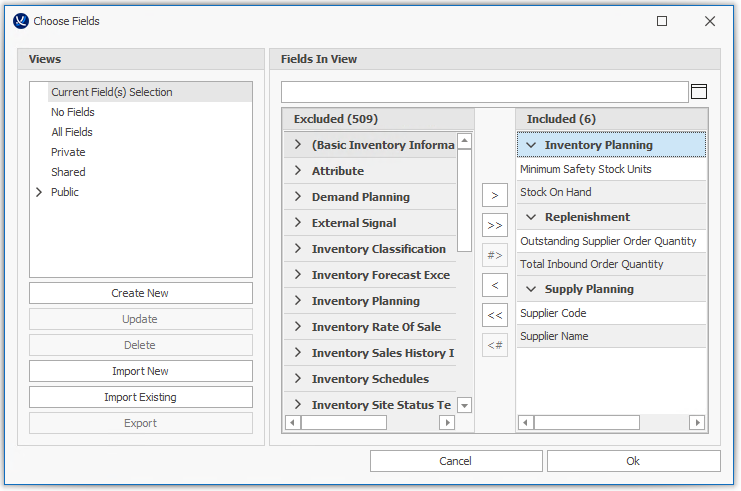 Choose Fields
Views
Current Field(s) Selection
No Fields
All Fields
Private
Shared
Public
Create New
Update
Delete
Import New
Import Existing
Export
Fields In View
Excluded (509)
(Basic Inventory Informa
Attribute
Demand Planning
External Signal
Inventory Classification
Inventory Forecast Exce
Inventory Planning
Inventory Rate Of Sale
Inventory Sales History I
Inventory Schedules
Inventory Site Status Te
>
>>
#>
<
<<
<#
Included (6)
Inventory Planning
Minimum Safety Stock Units
Stock On Hand
Replenishment
Outstanding Supplier Order Quantity
Total Inbound Order Quantity
Supply Planning
Supplier Code
Supplier Name
Cancel
Ok